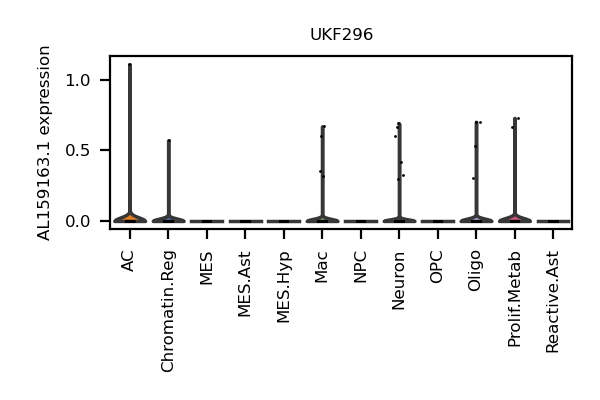 UKF296
AL159163.1 expression
1.0
0.5
0.0
AC
Chromatin.Reg
MES
MES.Ast
MES.Hyp
Mac
NPC
Neuron
OPC
Oligo
Prolif.Metab
Reactive.Ast